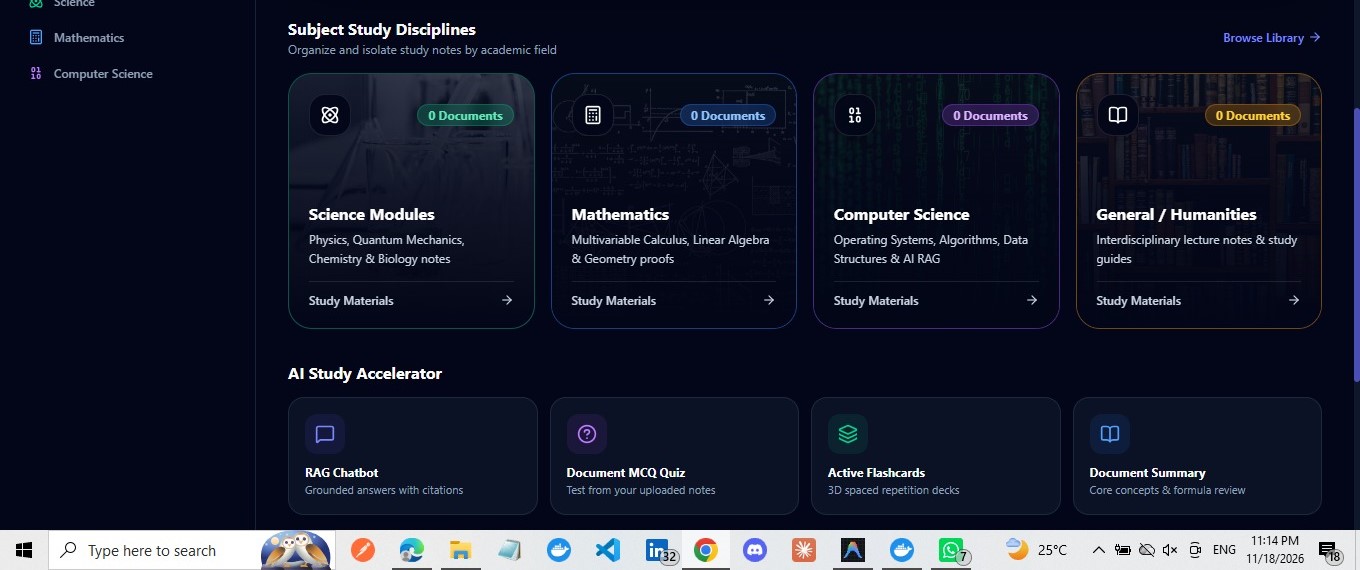 Science
Mathematics
Computer Science
Subject Study Disciplines
Organize and isolate study notes by academic field
Browse Library
0 Documents
Science Modules
Physics, Quantum Mechanics,
Chemistry & Biology notes
Study Materials
0 Documents
Mathematics
Multivariable Calculus, Linear Algebra
& Geometry proofs
Study Materials
01
10
0 Documents
Computer Science
Operating Systems, Algorithms, Data
Structures & AI RAG
Study Materials
0 Documents
General / Humanities
Interdisciplinary lecture notes & study
guides
Study Materials
AI Study Accelerator
RAG Chatbot
Grounded answers with citations
Document MCQ Quiz
Test from your uploaded notes
Active Flashcards
3D spaced repetition decks
Document Summary
Core concepts & formula review
Type here to search
in
32
7
25°C
ENG
11:14 PM
11/18/2026
18